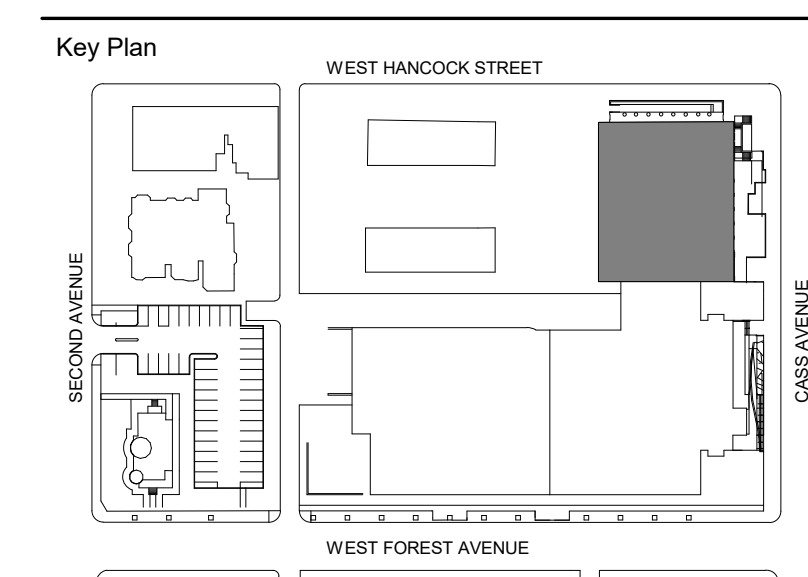 Key Plan
WEST HANCOCK STREET
SECOND AVENUE
CASS AVENUE
WEST FOREST AVENUE